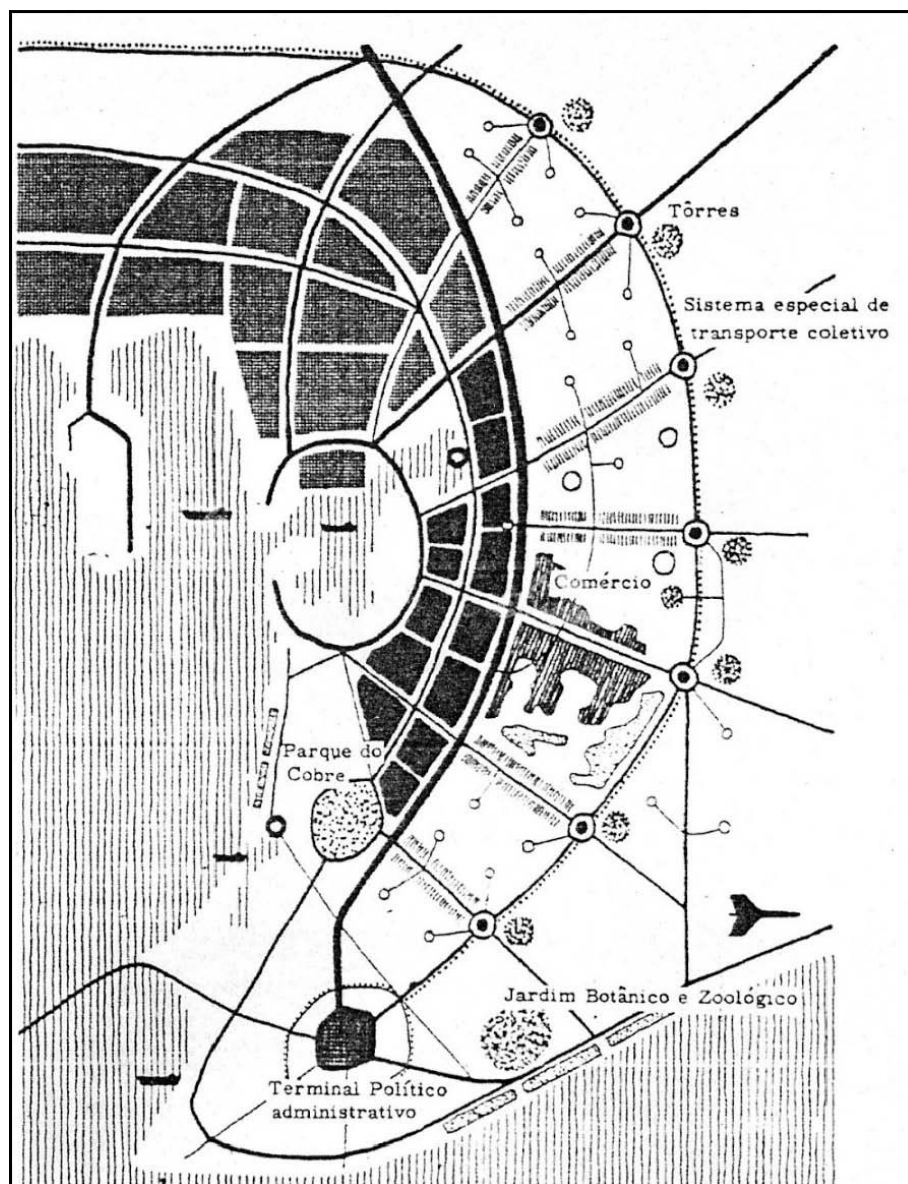 Tôrres
Sistema especial de
transporte coletivo
Comércio
Parque do
Cobre
Jardim Botânico e Zoológico
Terminal Político
administrativo